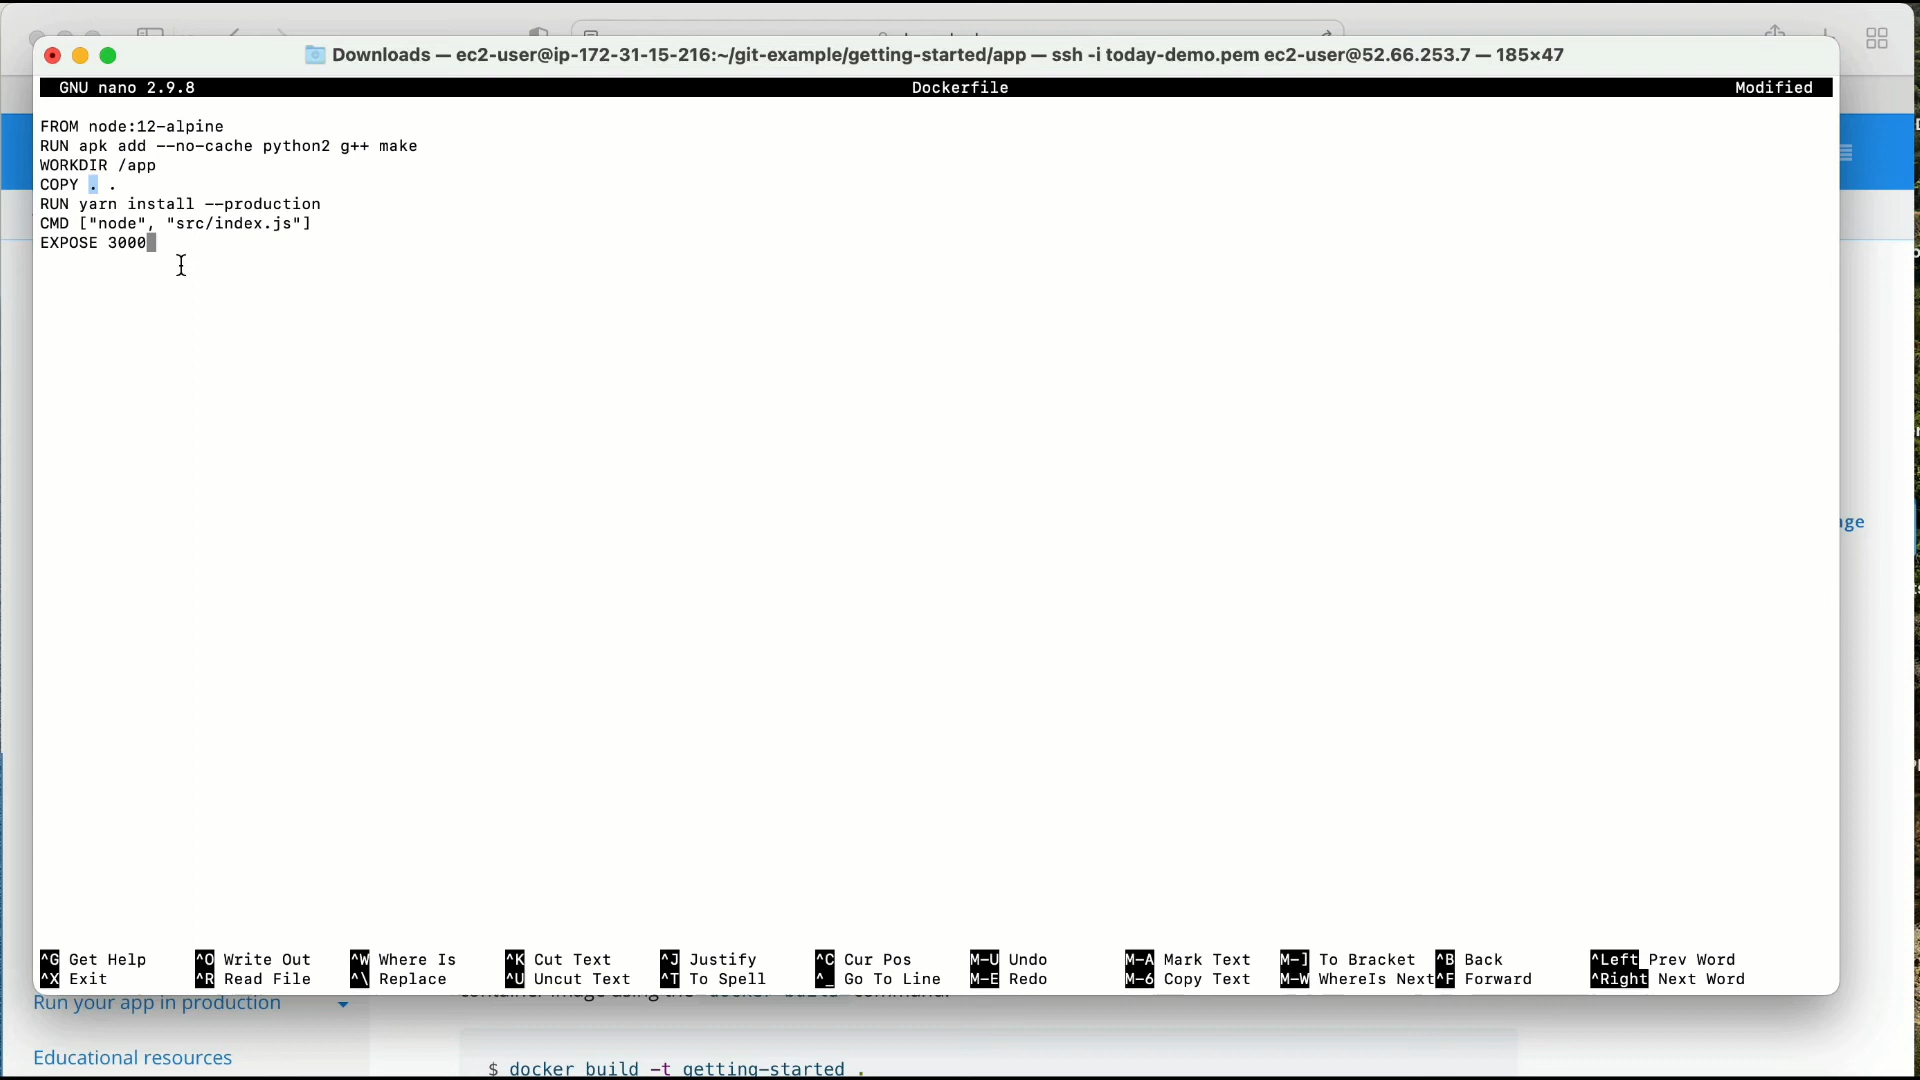 Downloads — ec2-user@ip-172-31-15-216:~/git-example/getting-started/app — ssh -i today-demo.pem ec2-user@52.66.253.7 — 185×47
GNU nano 2.9.8 Dockerfile Modified
FROM node:12-alpine
RUN apk add --no-cache python2 g++ make
WORKDIR /app
COPY . .
RUN yarn install --production
CMD ["node", "src/index.js"]
EXPOSE 3000
^G Get Help ^O Write Out ^W Where Is ^K Cut Text ^J Justify ^C Cur Pos M-U Undo M-A Mark Text M-] To Bracket ^B Back ^Left Prev Word
^X Exit ^R Read File ^\ Replace ^U Uncut Text ^T To Spell ^_ Go To Line M-E Redo M-6 Copy Text M-W WhereIs Next ^F Forward ^Right Next Word
Run your app in production
Educational resources
$ docker build -t getting-started .